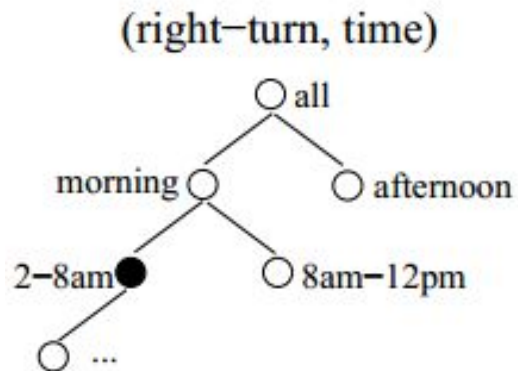 (right−turn, time)
all
morning
afternoon
2−8am
8am−12pm
...